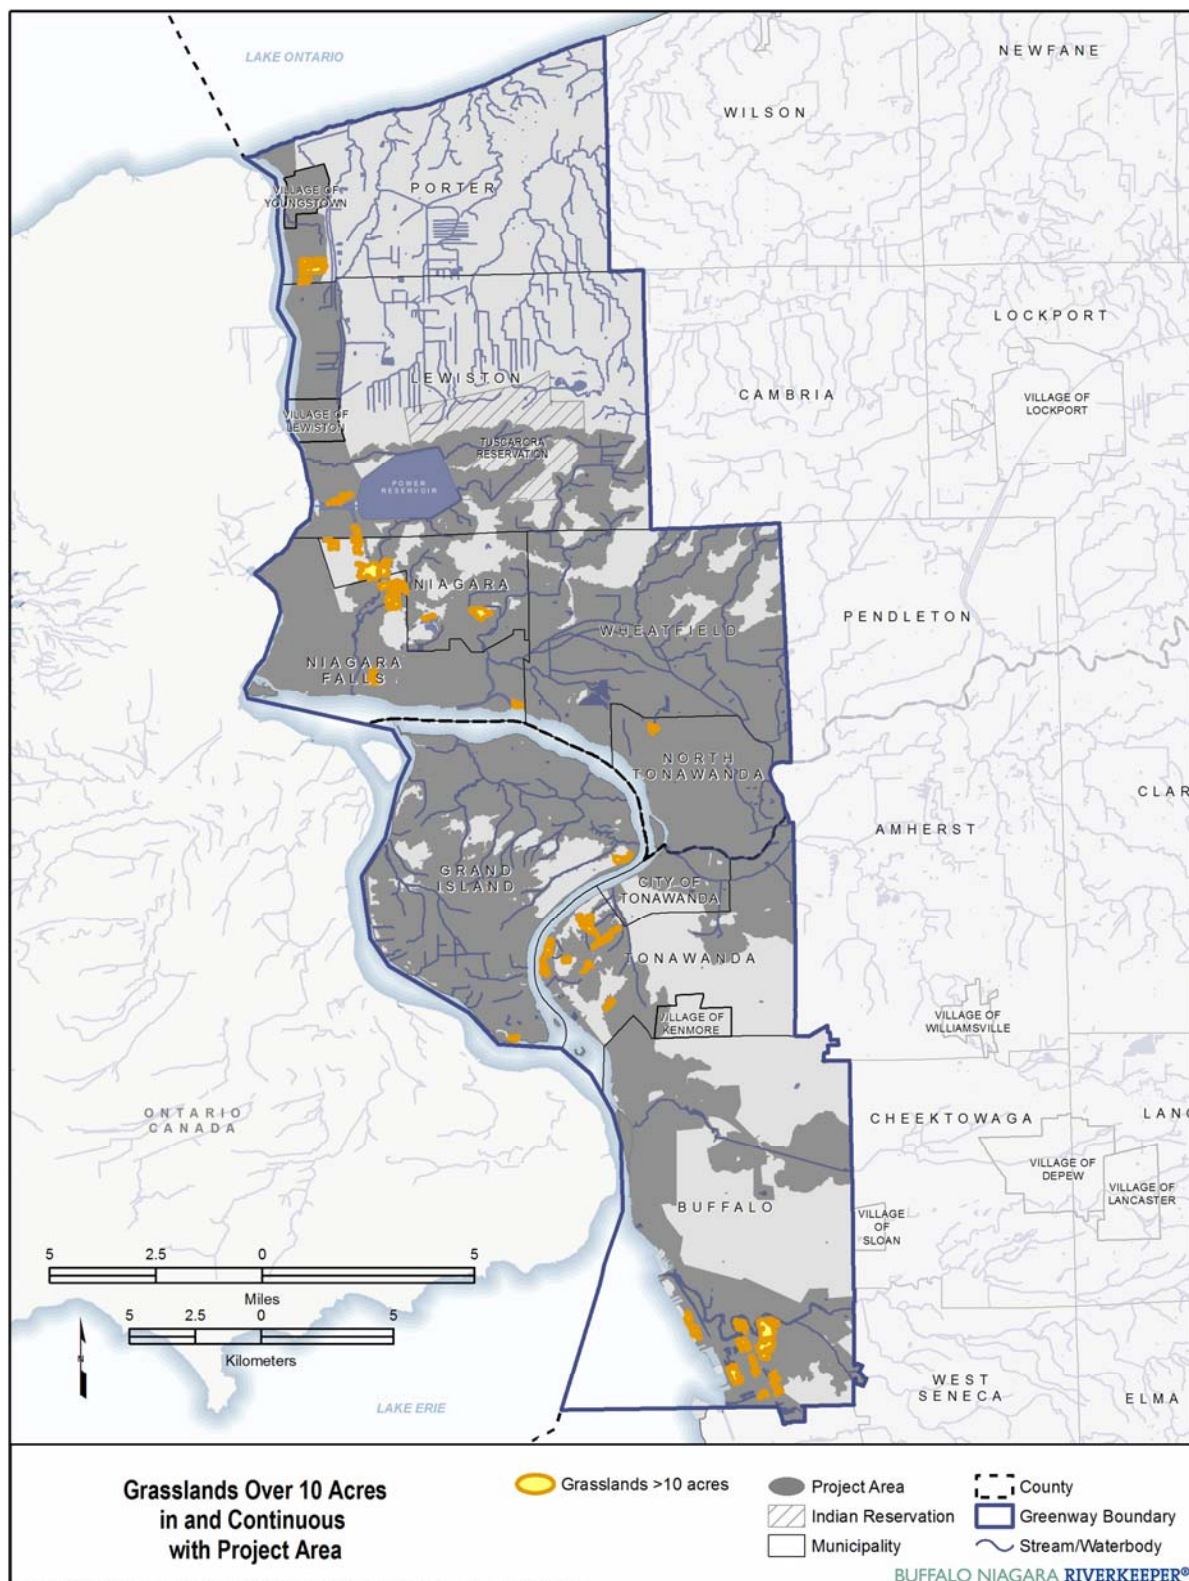 LAKE ONTARIO
NEWFANE
WILSON
VILLAGE OF
YOUNGSTOWN
PORTER
LOCKPORT
LEWISTON
CAMBRIA
VILLAGE OF
LOCKPORT
VILLAGE OF
LEWISTON
TUSCARORA
RESERVATION
POWER
RESERVOIR
NIAGARA
PENDLETON
WHEATFIELD
NIAGARA
FALLS
NORTH
TONAWANDA
CLAR
AMHERST
GRAND
ISLAND
CITY OF
TONAWANDA
TONAWANDA
VILLAGE OF
KENMORE
VILLAGE OF
WILLIAMSVILLE
ONTARIO
CANADA
CHEEKTOWAGA
LANC
VILLAGE OF
DEPEW
VILLAGE OF
LANCASTER
BUFFALO
VILLAGE
OF
SLOAN
5 2.5 0 5
Miles
5 2.5 0 5
Kilometers
N
WEST
SENECA
ELMA
LAKE ERIE
Grasslands Over 10 Acres
in and Continuous
with Project Area
Grasslands >10 acres
Project Area
Indian Reservation
Municipality
County
Greenway Boundary
Stream/Waterbody
BUFFALO NIAGARA RIVERKEEPER®